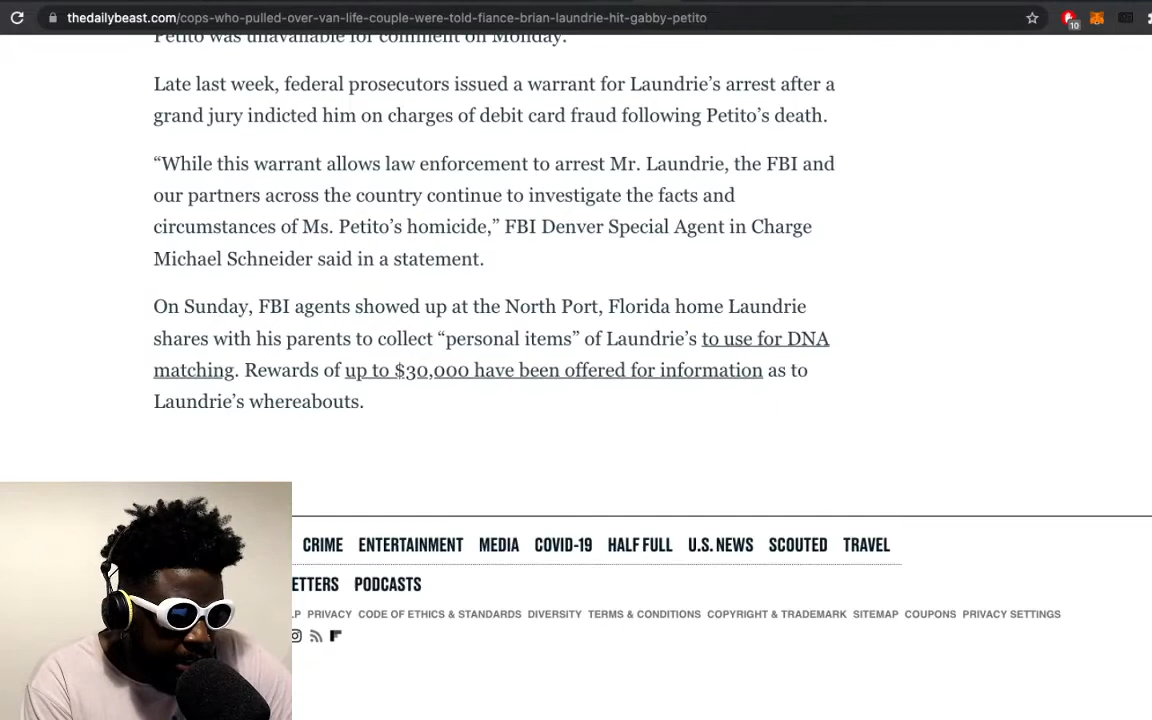 thedailybeast.com/cops-who-pulled-over-van-life-couple-were-told-fiance-brian-laundrie-hit-gabby-petito
10
Petito was unavailable for comment on Monday.
Late last week, federal prosecutors issued a warrant for Laundrie’s arrest after a
grand jury indicted him on charges of debit card fraud following Petito’s death.
“While this warrant allows law enforcement to arrest Mr. Laundrie, the FBI and
our partners across the country continue to investigate the facts and
circumstances of Ms. Petito’s homicide,” FBI Denver Special Agent in Charge
Michael Schneider said in a statement.
On Sunday, FBI agents showed up at the North Port, Florida home Laundrie
shares with his parents to collect “personal items” of Laundrie’s to use for DNA
matching. Rewards of up to $30,000 have been offered for information as to
Laundrie’s whereabouts.
CRIME ENTERTAINMENT MEDIA COVID-19 HALF FULL U.S. NEWS SCOUTED TRAVEL
ETTERS PODCASTS
LP PRIVACY CODE OF ETHICS & STANDARDS DIVERSITY TERMS & CONDITIONS COPYRIGHT & TRADEMARK SITEMAP COUPONS PRIVACY SETTINGS